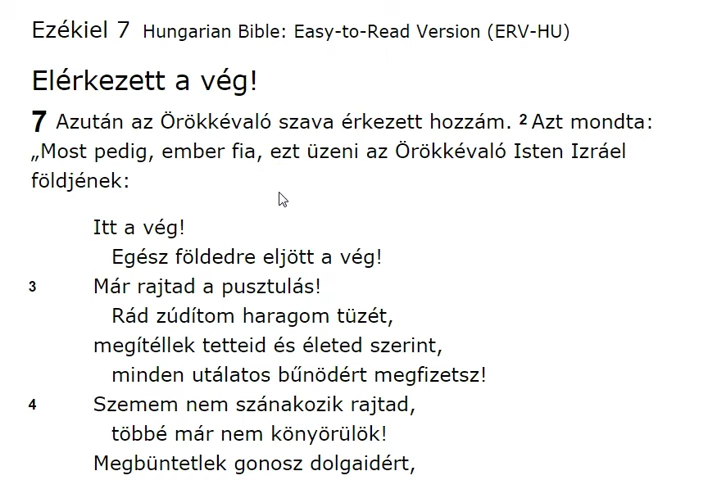 Ezékiel 7 Hungarian Bible: Easy-to-Read Version (ERV-HU)
Elérkezett a vég!
7 Azután az Örökkévaló szava érkezett hozzám. 2 Azt mondta:
„Most pedig, ember fia, ezt üzeni az Örökkévaló Isten Izráel
földjének:
Itt a vég!
Egész földedre eljött a vég!
3 Már rajtad a pusztulás!
Rád zúdítom haragom tüzét,
megítéllek tetteid és életed szerint,
minden utálatos bűnödért megfizetsz!
4 Szemem nem szánakozik rajtad,
többé már nem könyörülök!
Megbüntetlek gonosz dolgaidért,